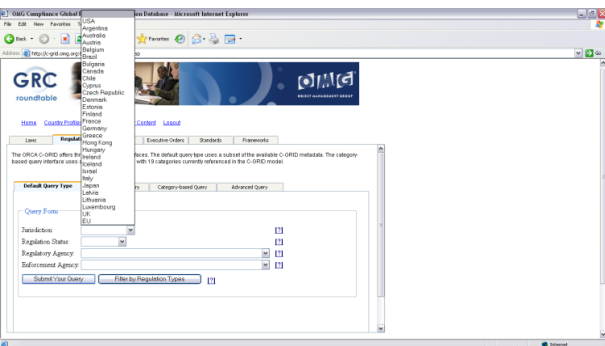 OMG Compliance Global R
ion Database - Microsoft Internet Explorer
File Edit View Favorites T
Back
Favorites
Address http://c-grid.omg.org/
Go
USA
Argentina
Australia
Austria
Belgium
Brazil
Bulgaria
Canada
Chile
Cyprus
Czech Republic
Denmark
Estonia
Finland
France
Germany
Greece
Hong Kong
Hungary
Ireland
Iceland
Israel
Italy
Japan
Latvia
Lithuania
Luxembourg
UK
EU
GRC
roundtable
OMG
OBJECT MANAGEMENT GROUP
Home Country Profile Content Logout
Laws Regulati Executive Orders Standards Frameworks
The ORCA C-GRID offers th faces. The default query type uses a subset of the available C-GRID metadata. The category-
based query interface uses with 19 categories currently referenced in the C-GRID model.
Default Query Type ry Category-based Query Advanced Query
Query Form
Jurisdiction: [?]
Regulation Status: [?]
Regulatory Agency: [?]
Enforcement Agency: [?]
Submit Your Query Filter by Regulation Types [?]
Internet